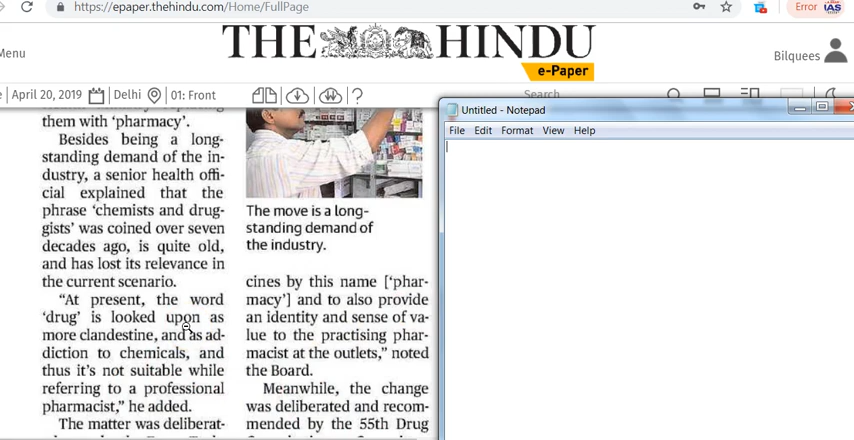 https://epaper.thehindu.com/Home/FullPage
Error
IAS
THE HINDU
e-Paper
Menu
Bilquees
e | April 20, 2019 | Delhi | 01: Front
Search
them with ‘pharmacy’.
Besides being a long-
standing demand of the in-
dustry, a senior health offi-
cial explained that the
phrase ‘chemists and drug-
gists’ was coined over seven
decades ago, is quite old,
and has lost its relevance in
the current scenario.
“At present, the word
‘drug’ is looked upon as
more clandestine, and as ad-
diction to chemicals, and
thus it’s not suitable while
referring to a professional
pharmacist,” he added.
The matter was deliberat-
The move is a long-
standing demand of
the industry.
cines by this name [‘phar-
macy’] and to also provide
an identity and sense of va-
lue to the practising phar-
macist at the outlets,” noted
the Board.
Meanwhile, the change
was deliberated and recom-
mended by the 55th Drug
Untitled - Notepad
File Edit Format View Help